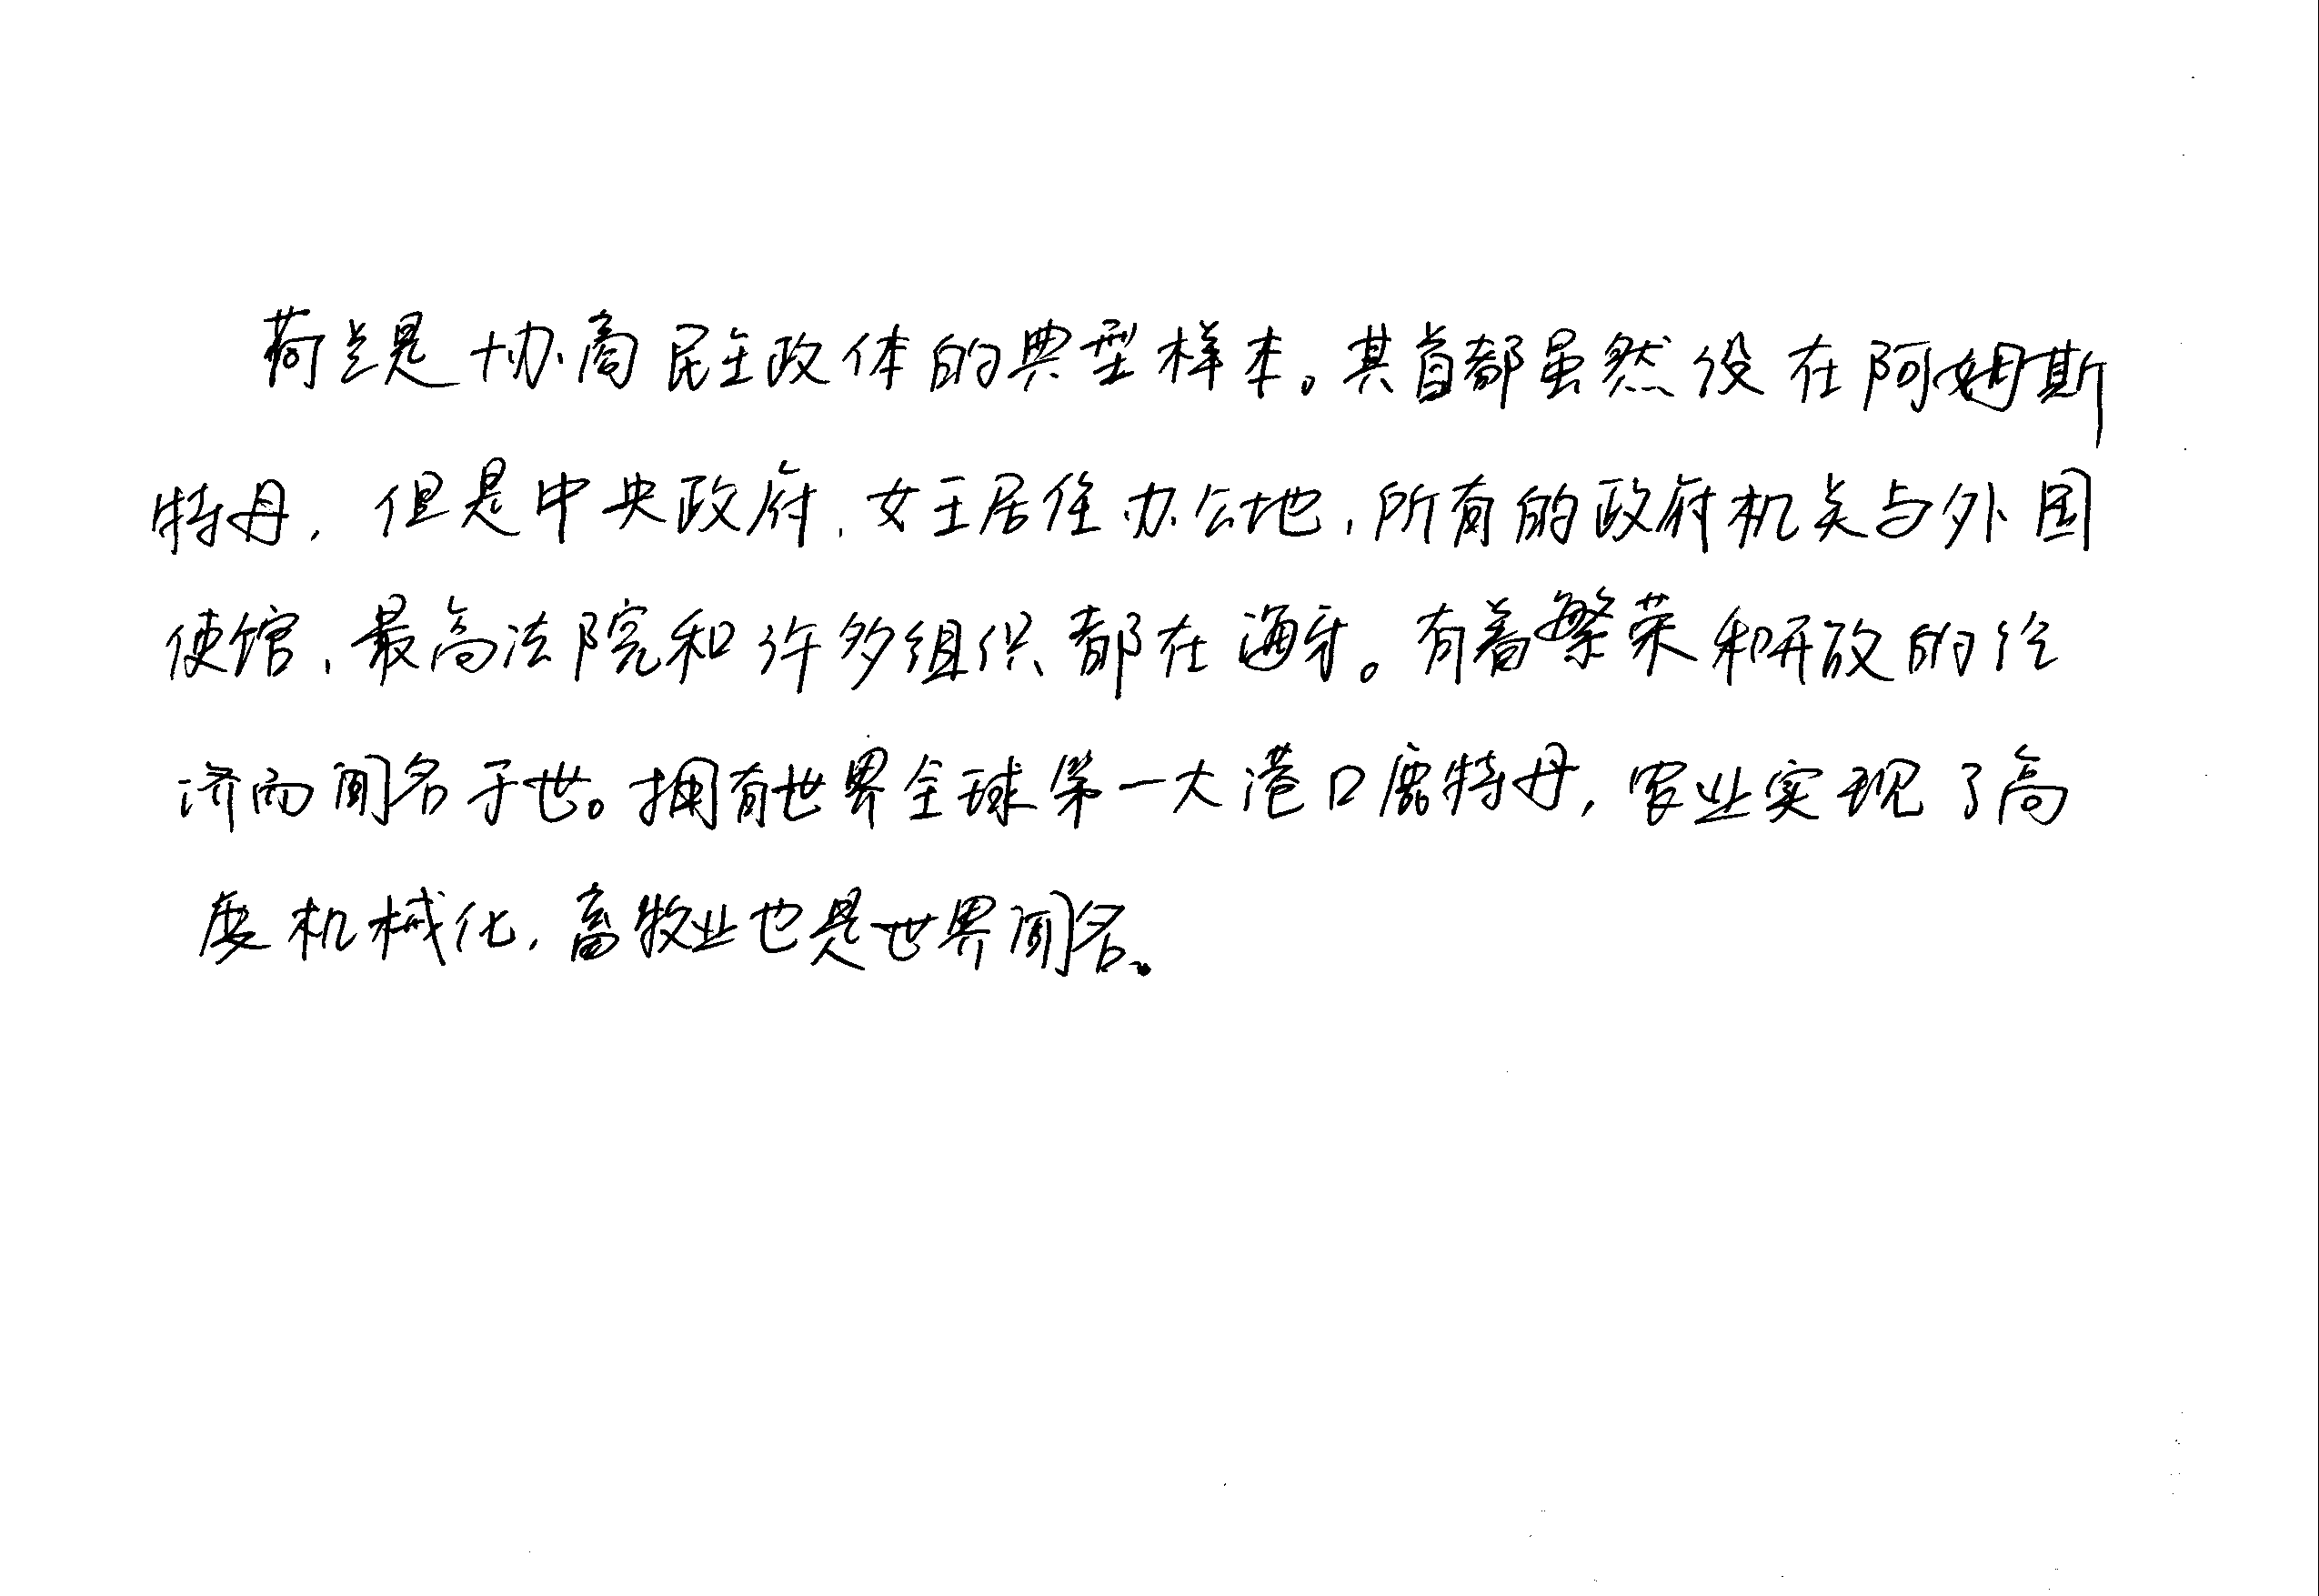 荷兰是协商民主政体的典型样本。其首都虽然设在阿姆斯
特丹,但是中央政府、女王居住办公地、所有的政府机关与外国
使馆、最高法院和许多组织都在海牙。有着繁荣和开放的经
济而闻名于世。拥有世界全球第一大港口鹿特丹,农业实现了高
度机械化,畜牧业也是世界闻名。